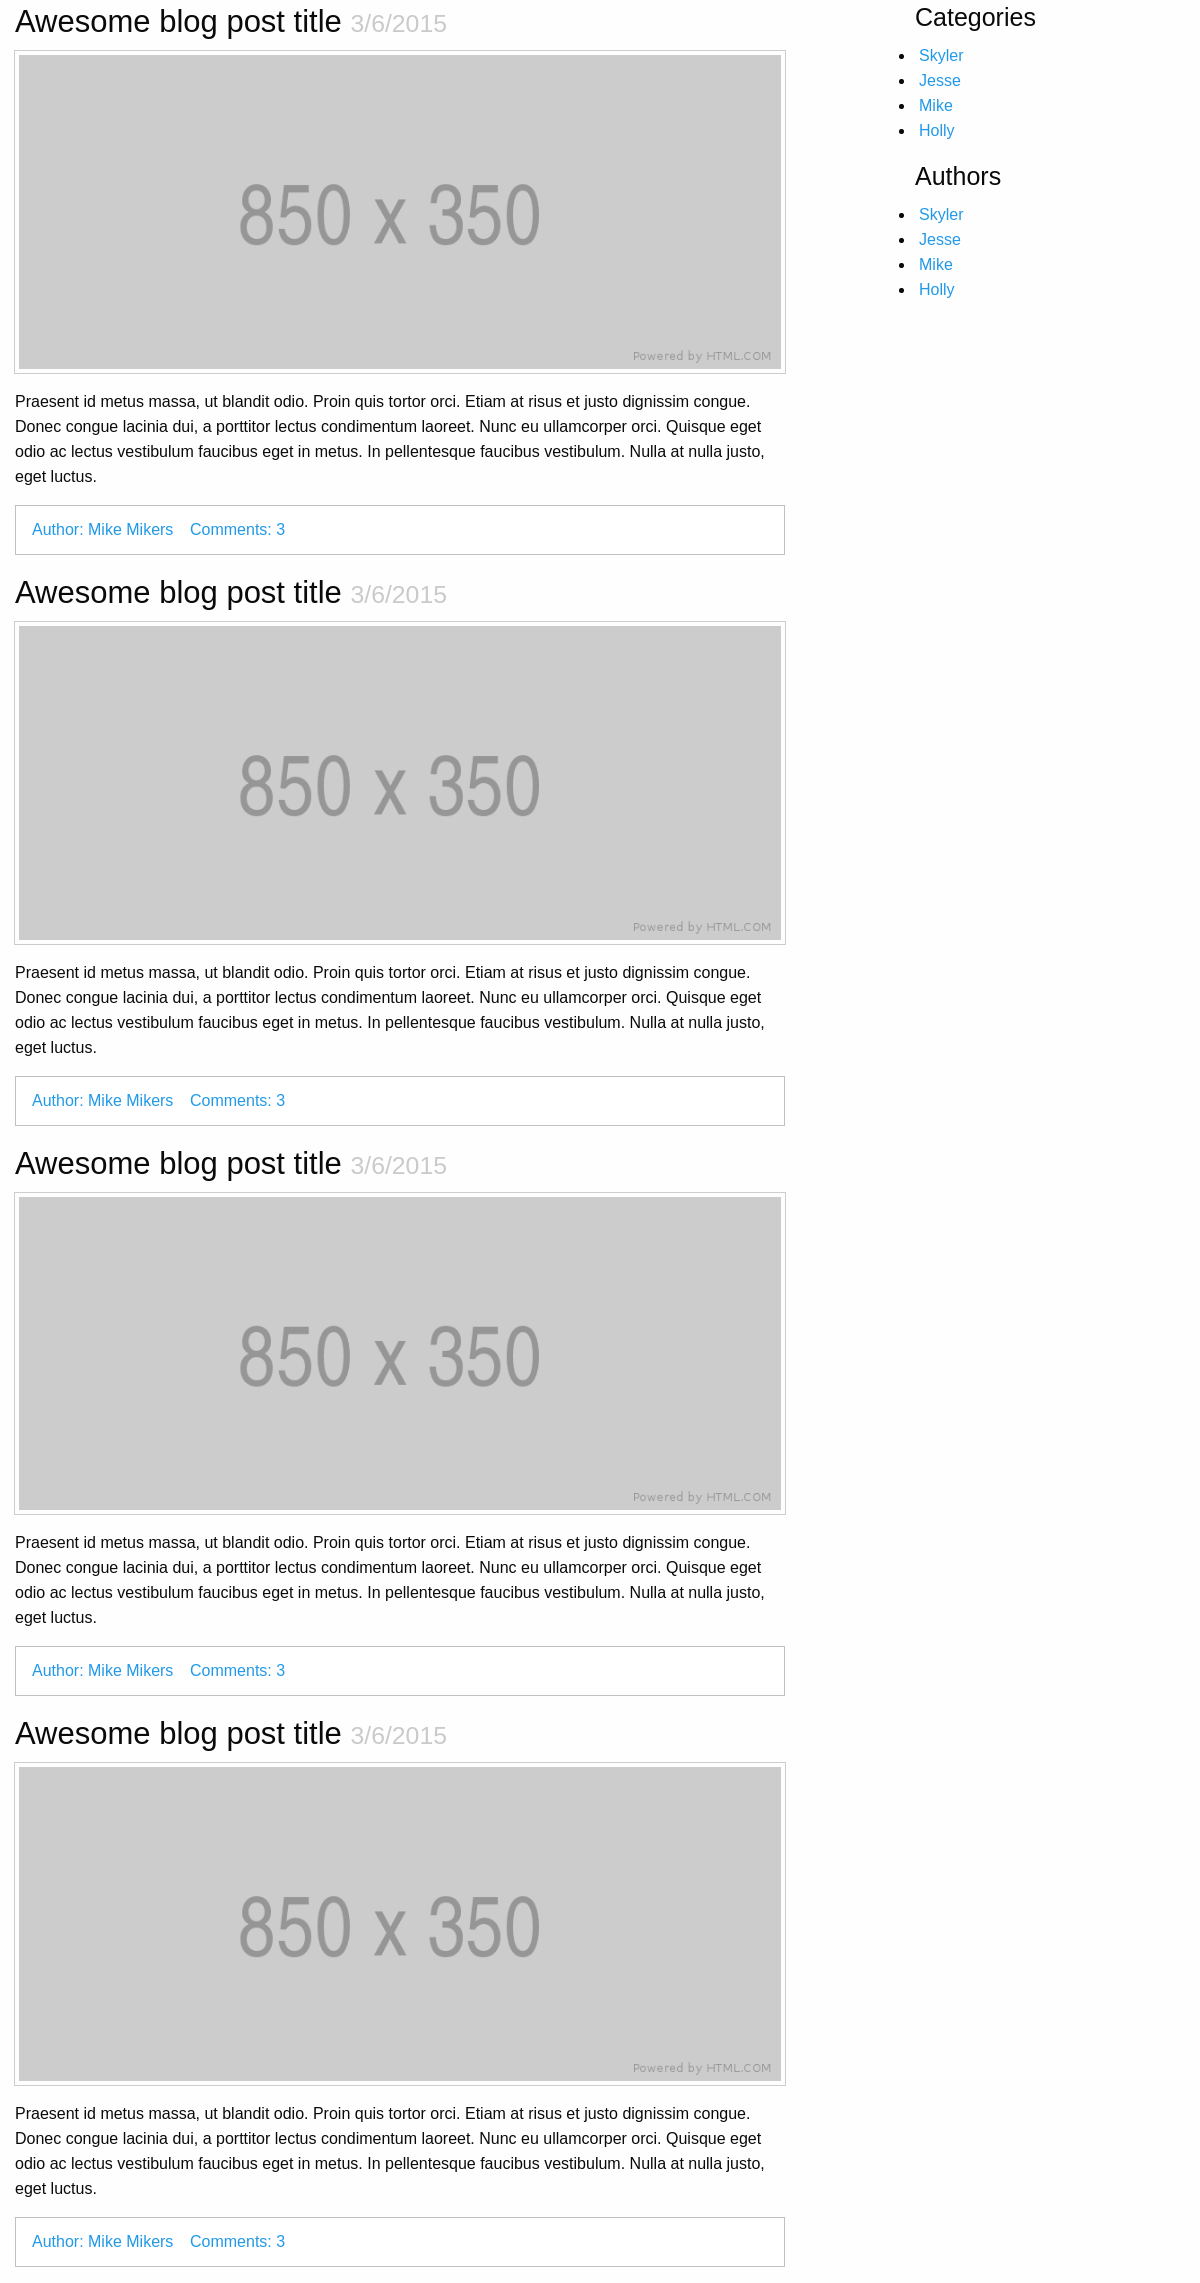 Awesome blog post title 3/6/2015
850 x 350
Powered by HTML.COM
Praesent id metus massa, ut blandit odio. Proin quis tortor orci. Etiam at risus et justo dignissim congue.
Donec congue lacinia dui, a porttitor lectus condimentum laoreet. Nunc eu ullamcorper orci. Quisque eget
odio ac lectus vestibulum faucibus eget in metus. In pellentesque faucibus vestibulum. Nulla at nulla justo,
eget luctus.
Author: Mike Mikers Comments: 3
Awesome blog post title 3/6/2015
850 x 350
Powered by HTML.COM
Praesent id metus massa, ut blandit odio. Proin quis tortor orci. Etiam at risus et justo dignissim congue.
Donec congue lacinia dui, a porttitor lectus condimentum laoreet. Nunc eu ullamcorper orci. Quisque eget
odio ac lectus vestibulum faucibus eget in metus. In pellentesque faucibus vestibulum. Nulla at nulla justo,
eget luctus.
Author: Mike Mikers Comments: 3
Awesome blog post title 3/6/2015
850 x 350
Powered by HTML.COM
Praesent id metus massa, ut blandit odio. Proin quis tortor orci. Etiam at risus et justo dignissim congue.
Donec congue lacinia dui, a porttitor lectus condimentum laoreet. Nunc eu ullamcorper orci. Quisque eget
odio ac lectus vestibulum faucibus eget in metus. In pellentesque faucibus vestibulum. Nulla at nulla justo,
eget luctus.
Author: Mike Mikers Comments: 3
Awesome blog post title 3/6/2015
850 x 350
Powered by HTML.COM
Praesent id metus massa, ut blandit odio. Proin quis tortor orci. Etiam at risus et justo dignissim congue.
Donec congue lacinia dui, a porttitor lectus condimentum laoreet. Nunc eu ullamcorper orci. Quisque eget
odio ac lectus vestibulum faucibus eget in metus. In pellentesque faucibus vestibulum. Nulla at nulla justo,
eget luctus.
Author: Mike Mikers Comments: 3
Categories
Skyler
Jesse
Mike
Holly
Authors
Skyler
Jesse
Mike
Holly